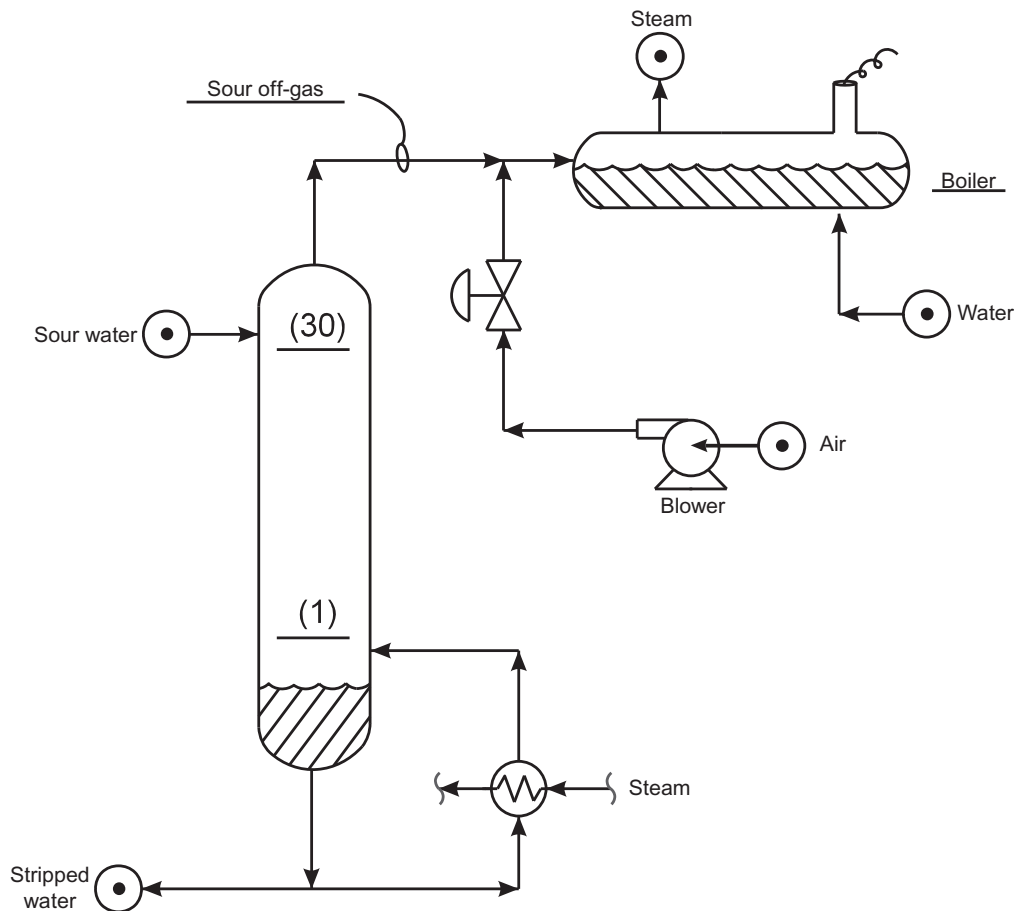 Steam
Sour off-gas
Boiler
(30)
Sour water
Water
Air
Blower
(1)
Steam
Stripped
water